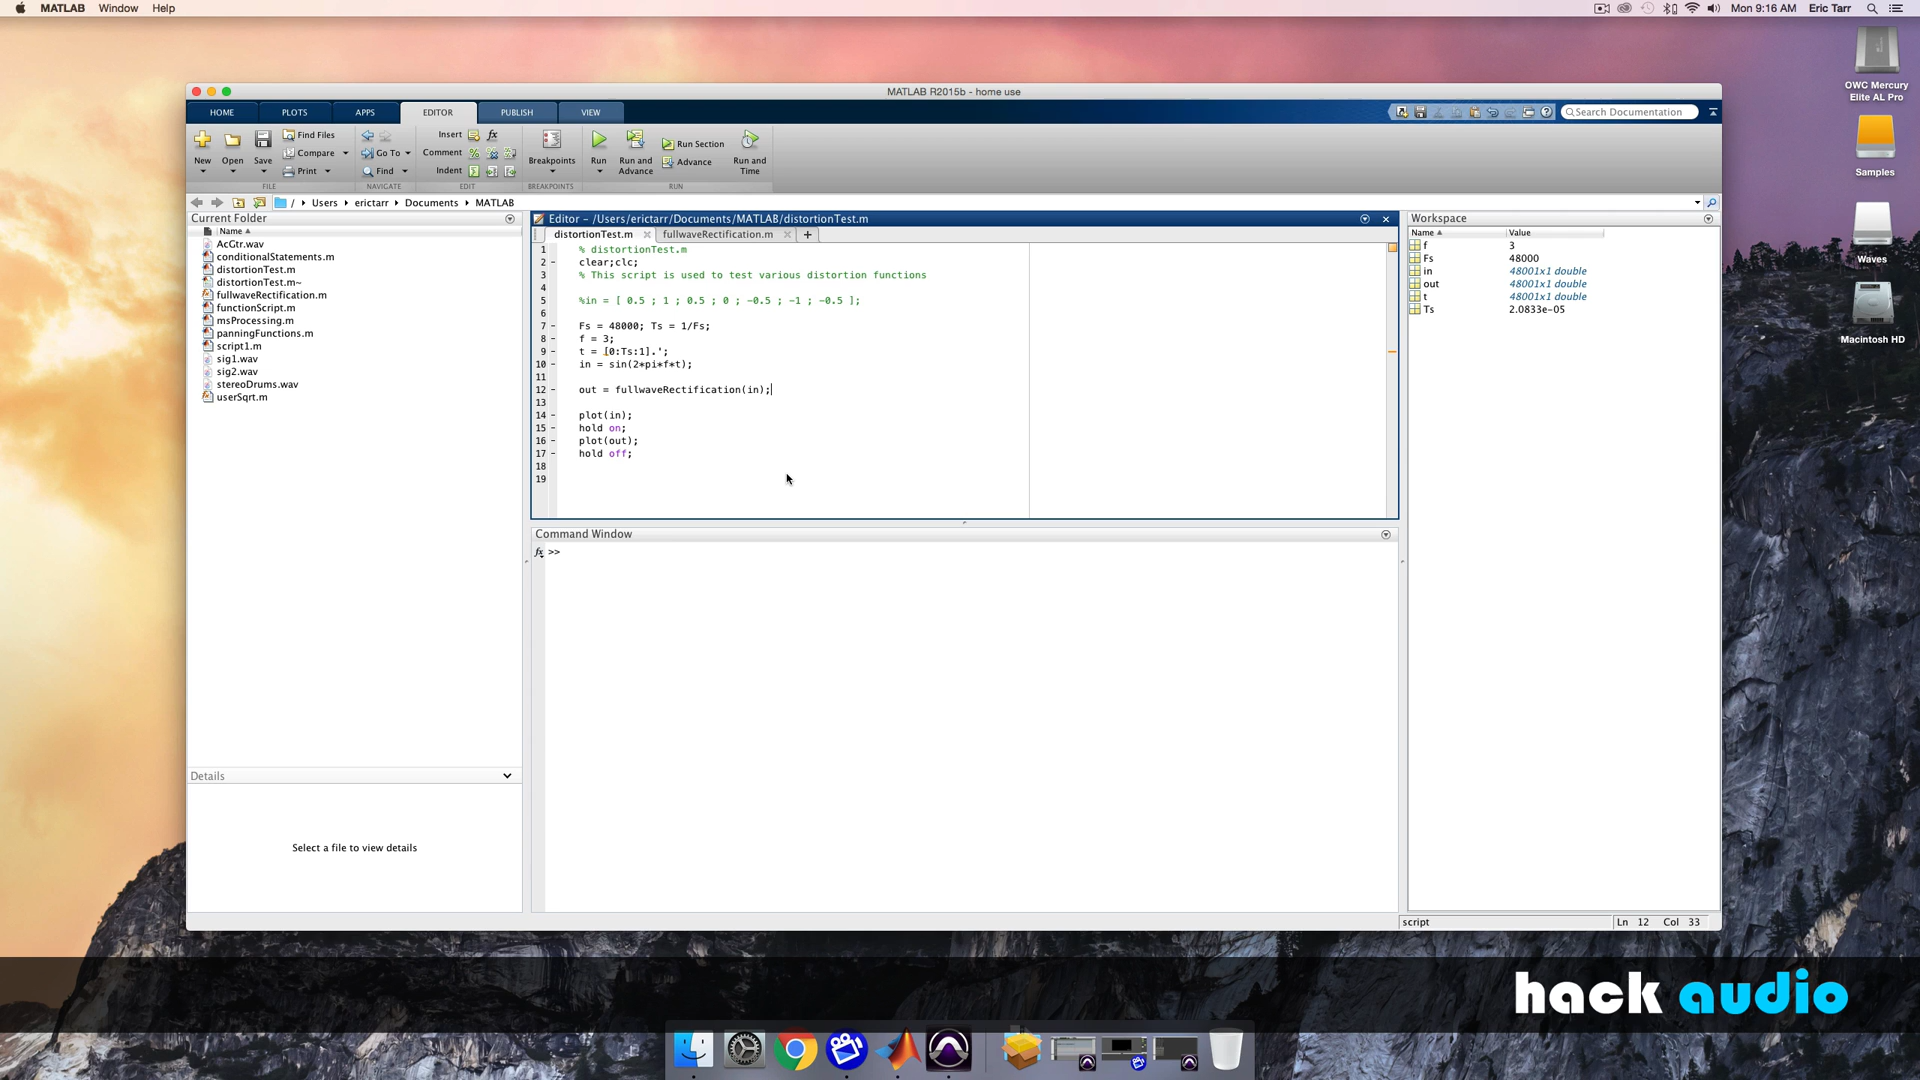 MATLAB Window Help
Mon 9:16 AM Eric Tarr
OWC Mercury
Elite AL Pro
Samples
Waves
Macintosh HD
MATLAB R2015b - home use
HOME PLOTS APPS EDITOR PUBLISH VIEW
Search Documentation
New Open Save
Find Files
Compare
Print
FILE
Go To
Find
NAVIGATE
Insert fx
Comment
Indent
EDIT
Breakpoints
BREAKPOINTS
Run
Run and
Advance
Run Section
Advance
Run and
Time
RUN
/ Users erictarr Documents MATLAB
Current Folder
Name
AcGtr.wav
conditionalStatements.m
distortionTest.m
distortionTest.m~
fullwaveRectification.m
functionScript.m
msProcessing.m
panningFunctions.m
script1.m
sig1.wav
sig2.wav
stereoDrums.wav
userSqrt.m
Details
Select a file to view details
Editor - /Users/erictarr/Documents/MATLAB/distortionTest.m
distortionTest.m fullwaveRectification.m +
1 % distortionTest.m
2 - clear;clc;
3 % This script is used to test various distortion functions
4
5 %in = [ 0.5 ; 1 ; 0.5 ; 0 ; -0.5 ; -1 ; -0.5 ];
6
7 - Fs = 48000; Ts = 1/Fs;
8 - f = 3;
9 - t = [0:Ts:1].';
10 - in = sin(2*pi*f*t);
11
12 - out = fullwaveRectification(in);
13
14 - plot(in);
15 - hold on;
16 - plot(out);
17 - hold off;
18
19
Command Window
fx >>
Workspace
Name Value
f 3
Fs 48000
in 48001x1 double
out 48001x1 double
t 48001x1 double
Ts 2.0833e-05
script Ln 12 Col 33
hack audio